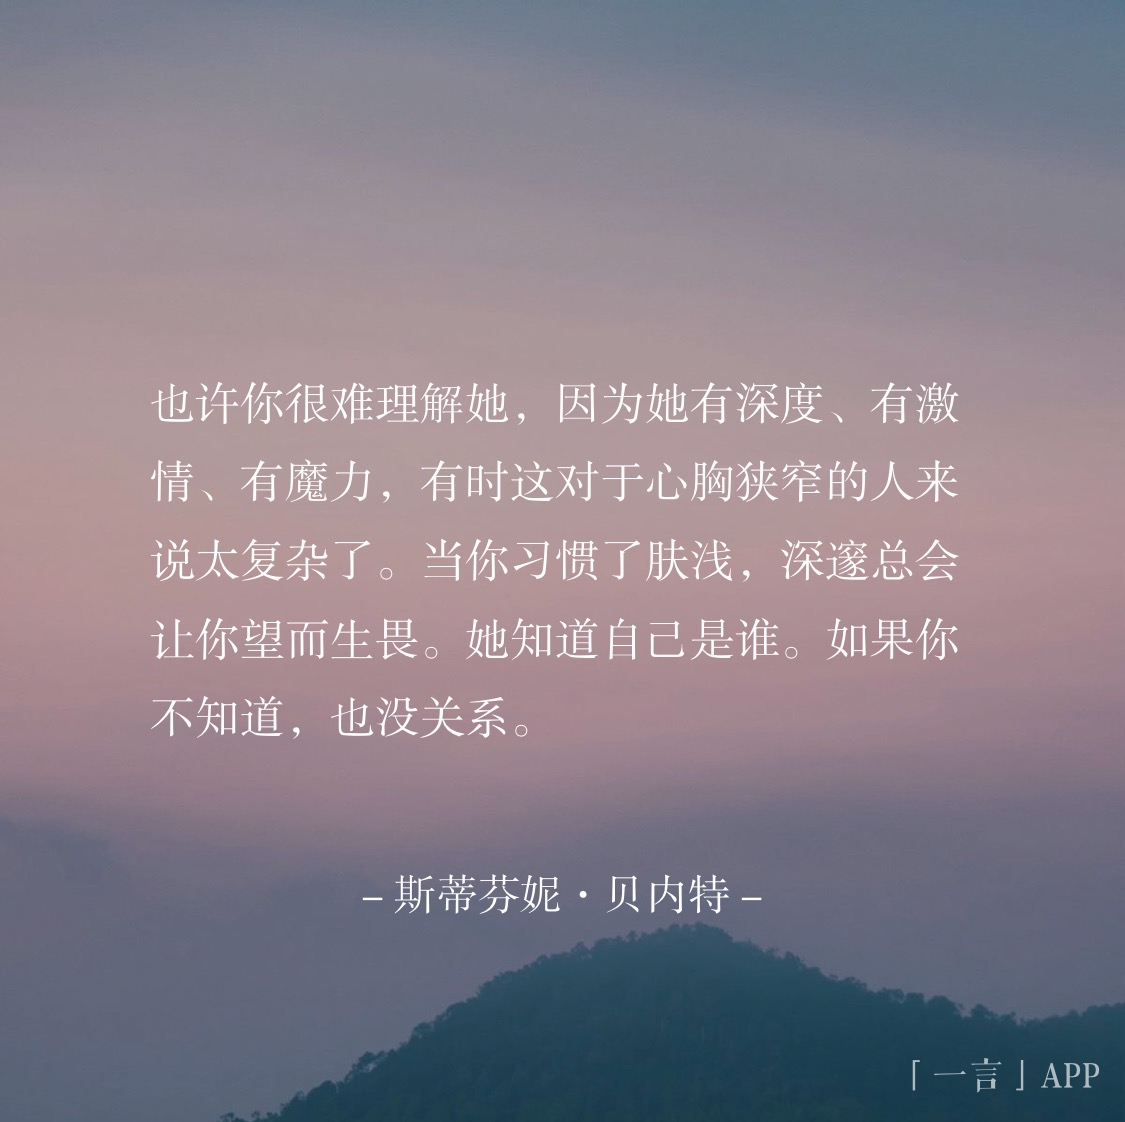 也许你很难理解她，因为她有深度、有激
情、有魔力，有时这对于心胸狭窄的人来
说太复杂了。当你习惯了肤浅，深邃总会
让你望而生畏。她知道自己是谁。如果你
不知道，也没关系。
– 斯蒂芬妮·贝内特 –
「一言」APP